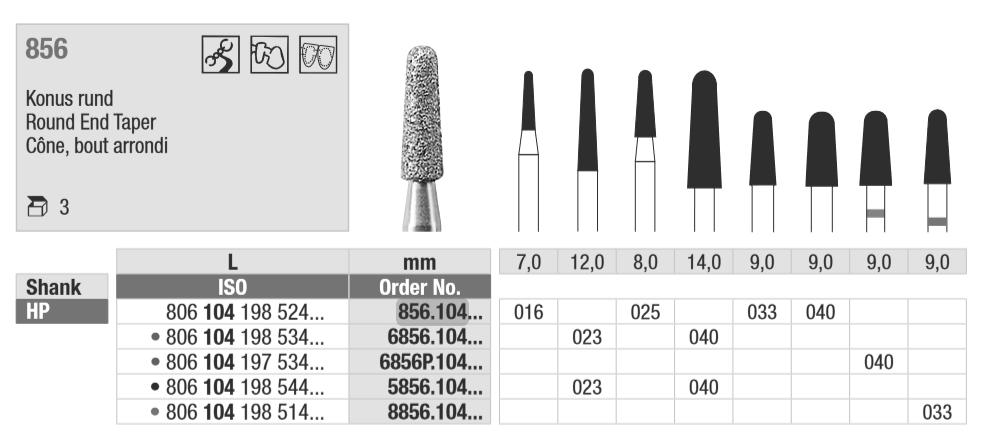 856
Konus rund
Round End Taper
Cône, bout arrondi
3
L mm 7,0 12,0 8,0 14,0 9,0 9,0 9,0 9,0
Shank ISO Order No.
HP 806 104 198 524... 856.104... 016 025 033 040
• 806 104 198 534... 6856.104... 023 040
• 806 104 197 534... 6856P.104... 040
• 806 104 198 544... 5856.104... 023 040
• 806 104 198 514... 8856.104... 033